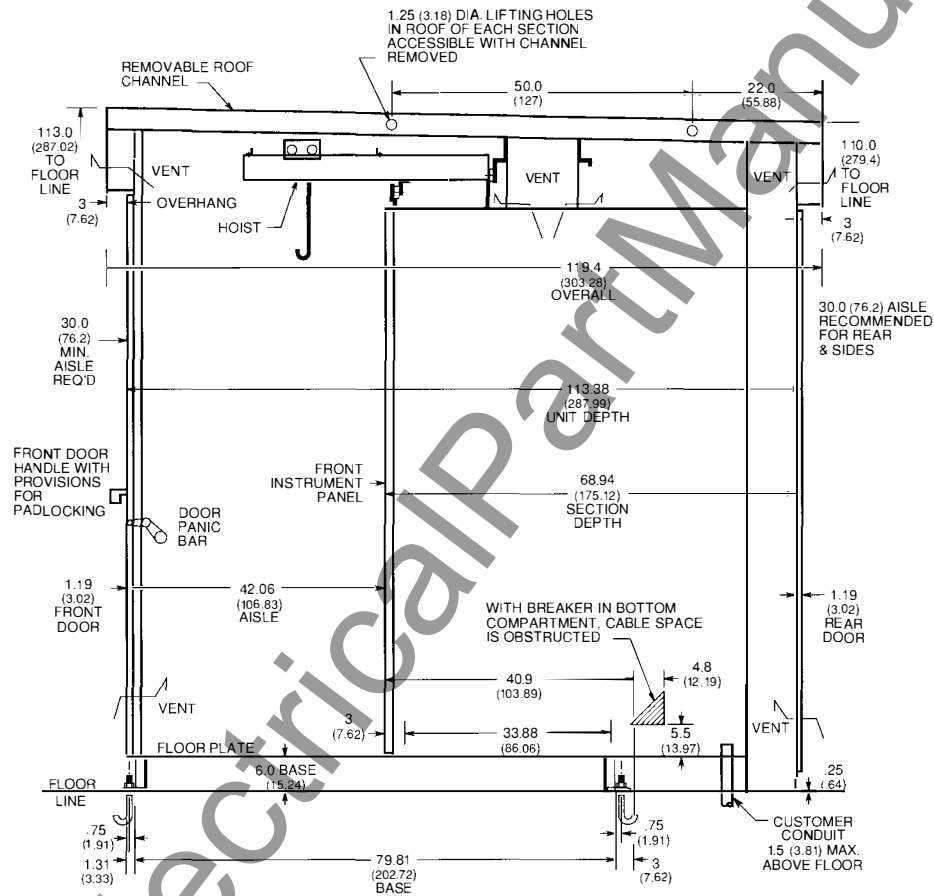 1.25 (3.18) DIA. LIFTING HOLES
IN ROOF OF EACH SECTION
ACCESSIBLE WITH CHANNEL
REMOVED
REMOVABLE ROOF
CHANNEL
50.0
(127)
22.0
(55.88)
113.0
(287.02)
TO
FLOOR
LINE
VENT
VENT
VENT
110.0
(279.4)
TO
FLOOR
LINE
3
(7.62)
OVERHANG
HOIST
3
(7.62)
119.4
(303.28)
OVERALL
30.0
(76.2)
MIN.
AISLE
REQ'D
30.0 (76.2) AISLE
RECOMMENDED
FOR REAR
& SIDES
113.38
(287.99)
UNIT DEPTH
FRONT DOOR
HANDLE WITH
PROVISIONS
FOR
PADLOCKING
FRONT
INSTRUMENT
PANEL
68.94
(175.12)
SECTION
DEPTH
DOOR
PANIC
BAR
1.19
(3.02)
FRONT
DOOR
42.06
(106.83)
AISLE
WITH BREAKER IN BOTTOM
COMPARTMENT, CABLE SPACE
IS OBSTRUCTED
1.19
(3.02)
REAR
DOOR
40.9
(103.89)
4.8
(12.19)
VENT
3
(7.62)
33.88
(86.06)
5.5
(13.97)
VENT
FLOOR PLATE
6.0 BASE
(15.24)
FLOOR
LINE
.25
(.64)
.75
(1.91)
.75
(1.91)
CUSTOMER
CONDUIT
1.5 (3.81) MAX.
ABOVE FLOOR
1.31
(3.33)
79.81
(202.72)
BASE
3
(7.62)
ElectricalPartManu